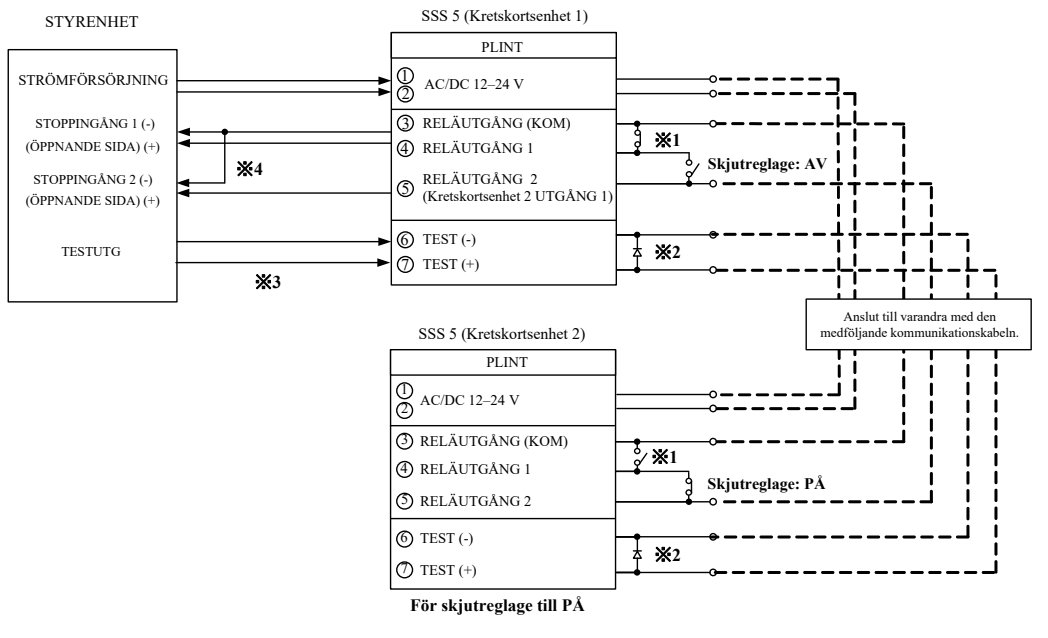 STYRENHET
STRÖMFÖRSÖRJNING
STOPPINGÅNG 1 (-)
(ÖPPNANDE SIDA) (+)
STOPPINGÅNG 2 (-)
(ÖPPNANDE SIDA) (+)
TESTUTG
※4
※3
SSS 5 (Kretskortsenhet 1)
PLINT
① AC/DC 12–24 V
②
③ RELÄUTGÅNG (KOM)
④ RELÄUTGÅNG 1
⑤ RELÄUTGÅNG 2
(Kretskortsenhet 2 UTGÅNG 1)
⑥ TEST (-)
⑦ TEST (+)
※1
Skjutreglage: AV
※2
Anslut till varandra med den
medföljande kommunikationskabeln.
SSS 5 (Kretskortsenhet 2)
PLINT
① AC/DC 12–24 V
②
③ RELÄUTGÅNG (KOM)
④ RELÄUTGÅNG 1
⑤ RELÄUTGÅNG 2
⑥ TEST (-)
⑦ TEST (+)
※1
Skjutreglage: PÅ
※2
För skjutreglage till PÅ